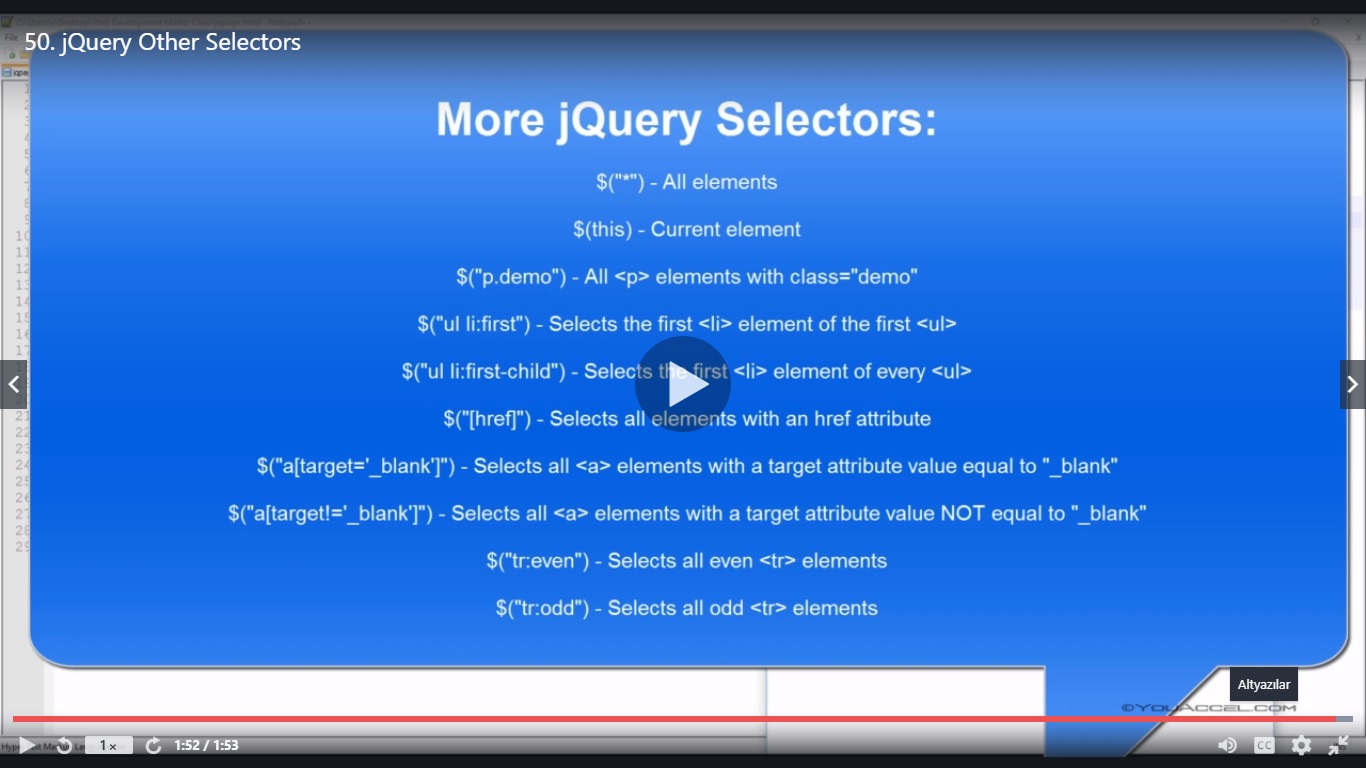 50. jQuery Other Selectors
More jQuery Selectors:
$("*") - All elements
$(this) - Current element
$("p.demo") - All <p> elements with class="demo"
$("ul li:first") - Selects the first <li> element of the first <ul>
$("ul li:first-child") - Selects the first <li> element of every <ul>
$("[href]") - Selects all elements with an href attribute
$("a[target='_blank']") - Selects all <a> elements with a target attribute value equal to "_blank"
$("a[target!='_blank']") - Selects all <a> elements with a target attribute value NOT equal to "_blank"
$("tr:even") - Selects all even <tr> elements
$("tr:odd") - Selects all odd <tr> elements
Altyazılar
©YOUACCEL.COM
1x
1:52 / 1:53
CC